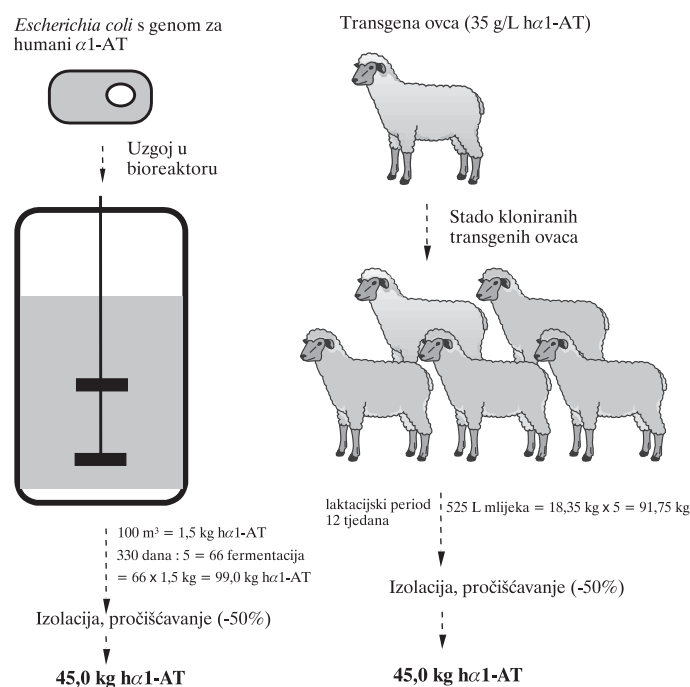 Escherichia coli s genom za
humani α1-AT
Uzgoj u
bioreaktoru
100 m³ = 1,5 kg hα1-AT
330 dana : 5 = 66 fermentacija
= 66 x 1,5 kg = 99,0 kg hα1-AT
Izolacija, pročišćavanje (-50%)
45,0 kg hα1-AT
Transgena ovca (35 g/L hα1-AT)
Stado kloniranih
transgenih ovaca
laktacijski period
12 tjedana
525 L mlijeka = 18,35 kg x 5 = 91,75 kg
Izolacija, pročišćavanje (-50%)
45,0 kg hα1-AT